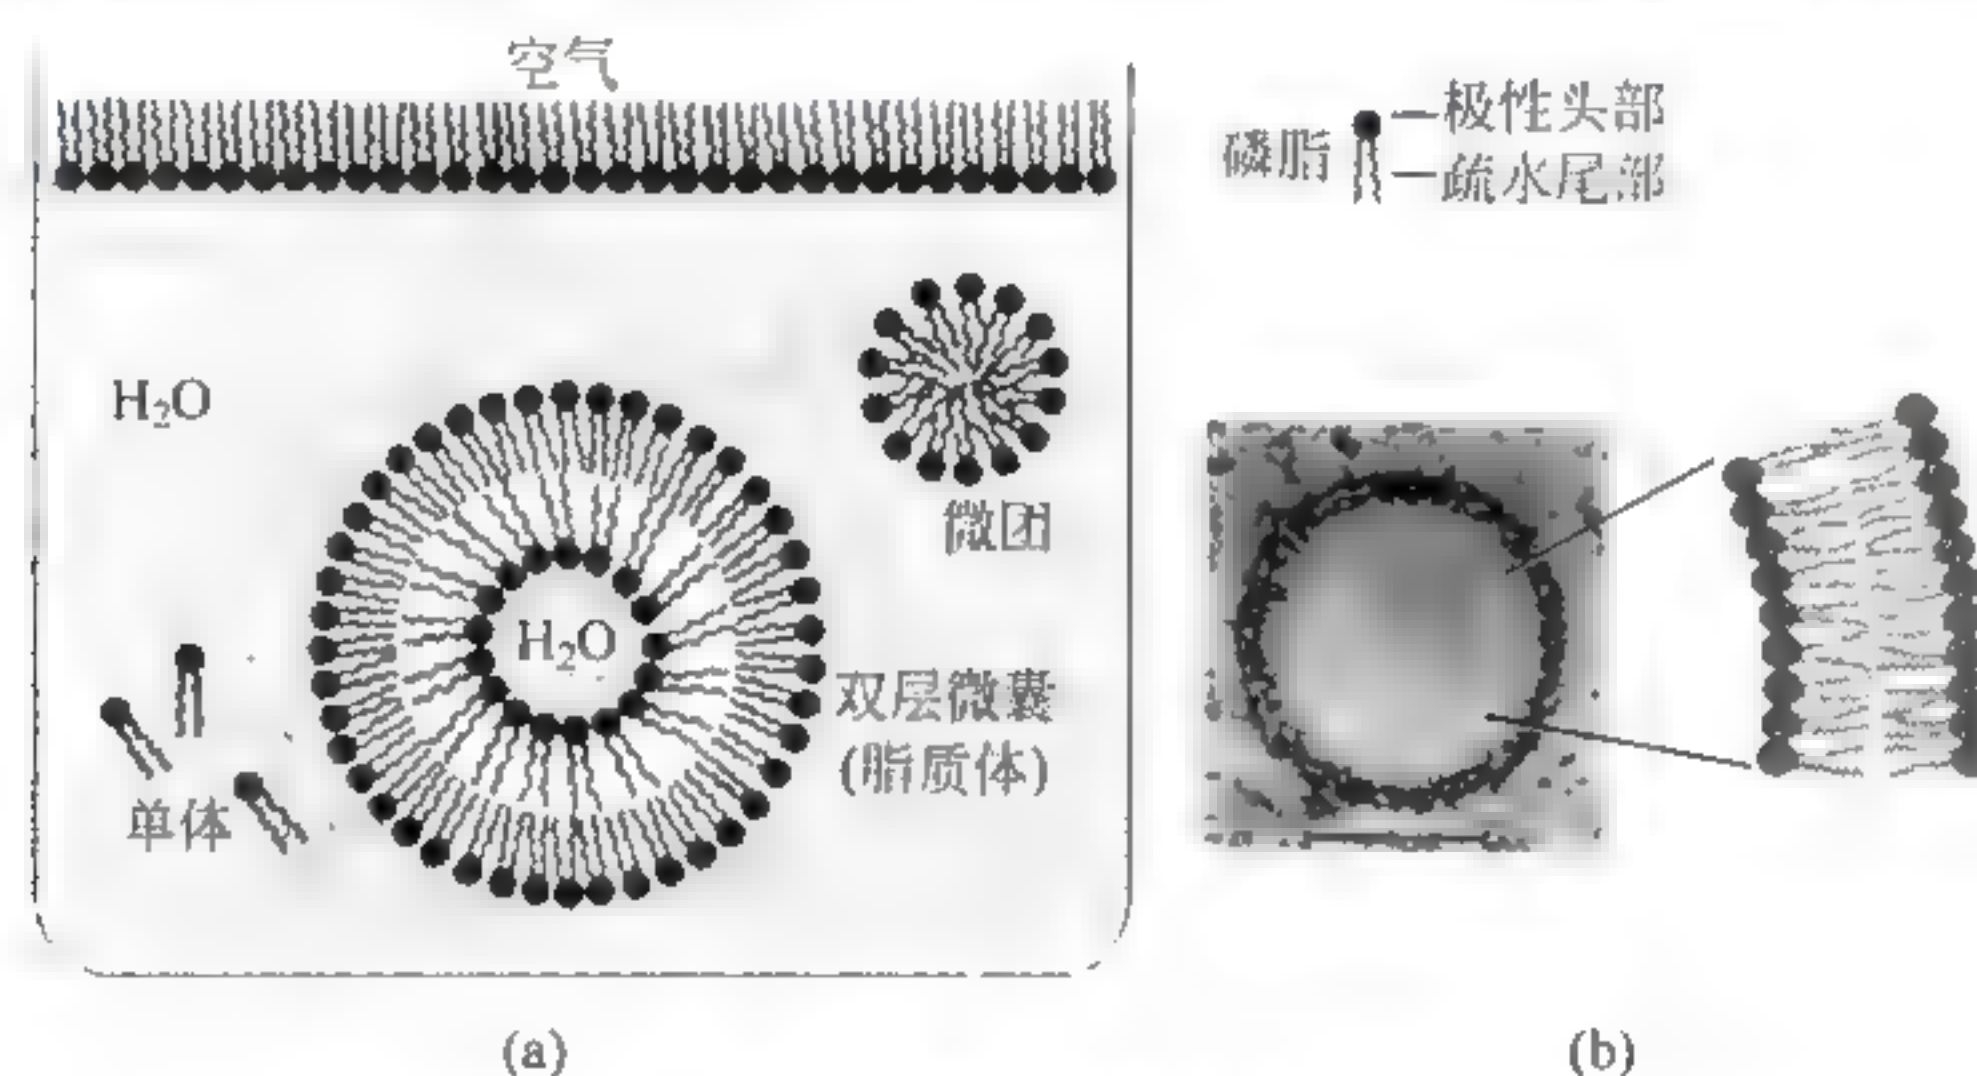 空气
H₂O
微团
H₂O
双层微囊
(脂质体)
单体
(a)
磷脂
极性头部
疏水尾部
(b)